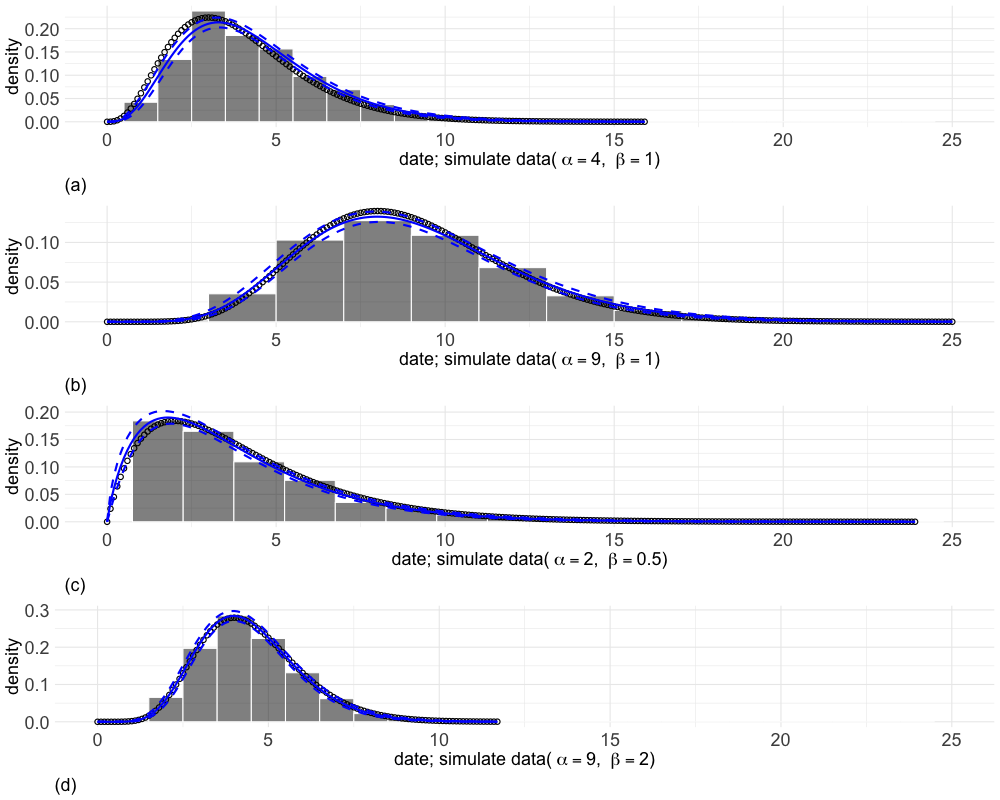 density
0.20
0.15
0.10
0.05
0.00
0 5 10 15 20 25
date; simulate data( α = 4, β = 1)
(a)
density
0.10
0.05
0.00
0 5 10 15 20 25
date; simulate data( α = 9, β = 1)
(b)
density
0.20
0.15
0.10
0.05
0.00
0 5 10 15 20 25
date; simulate data( α = 2, β = 0.5)
(c)
density
0.3
0.2
0.1
0.0
0 5 10 15 20 25
date; simulate data( α = 9, β = 2)
(d)